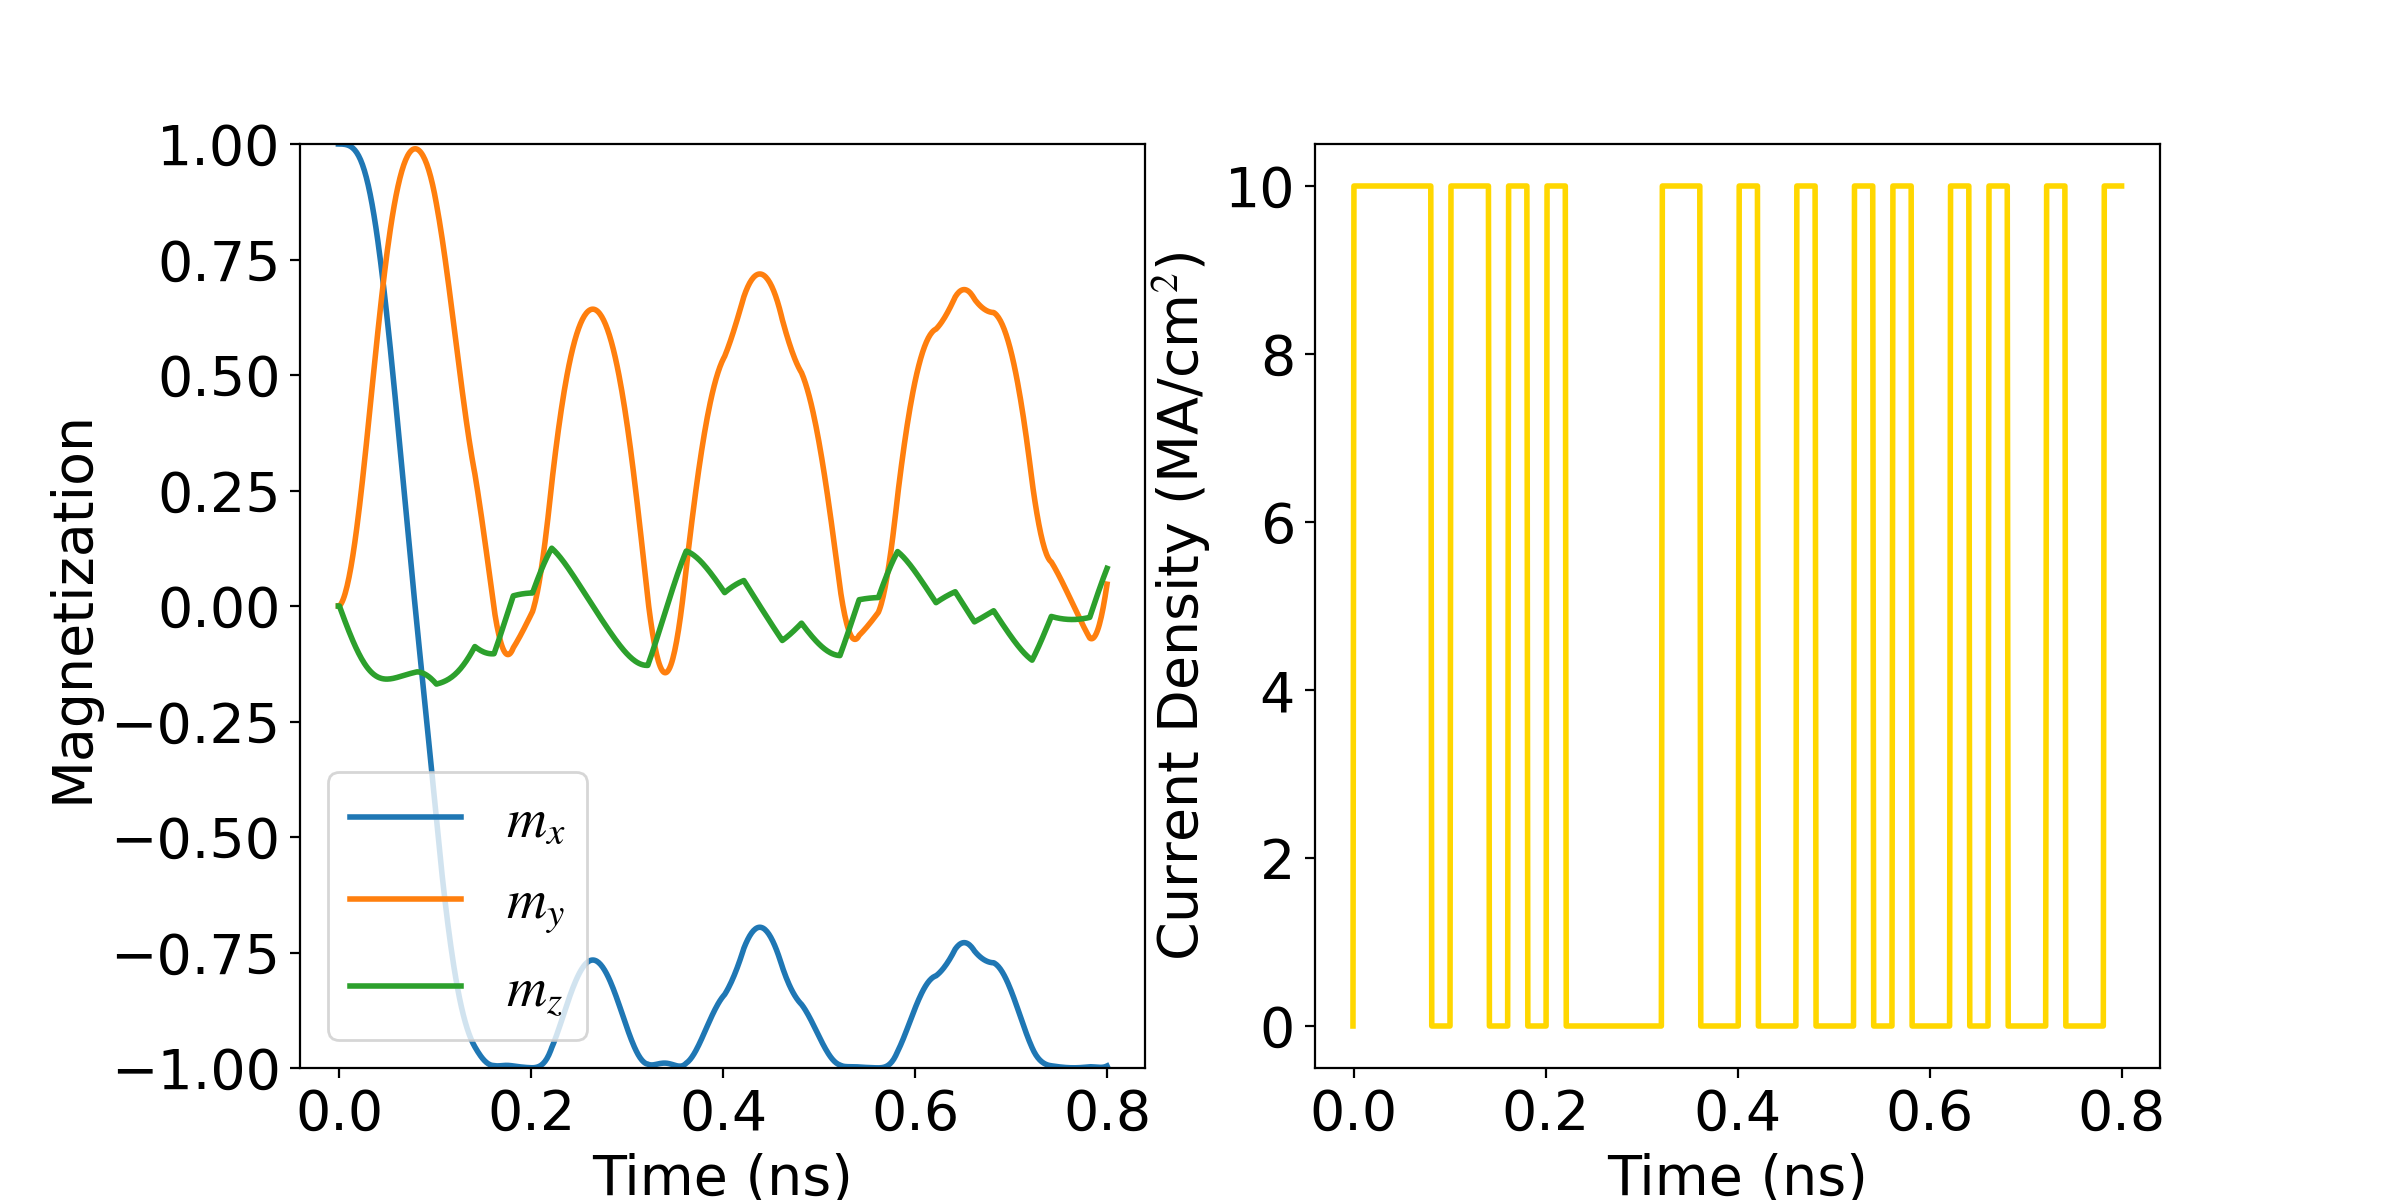 Magnetization
1.00
0.75
0.50
0.25
0.00
−0.25
−0.50
−0.75
−1.00
m_x
m_y
m_z
0.0 0.2 0.4 0.6 0.8
Time (ns)
Current Density (MA/cm²)
10
8
6
4
2
0
0.0 0.2 0.4 0.6 0.8
Time (ns)